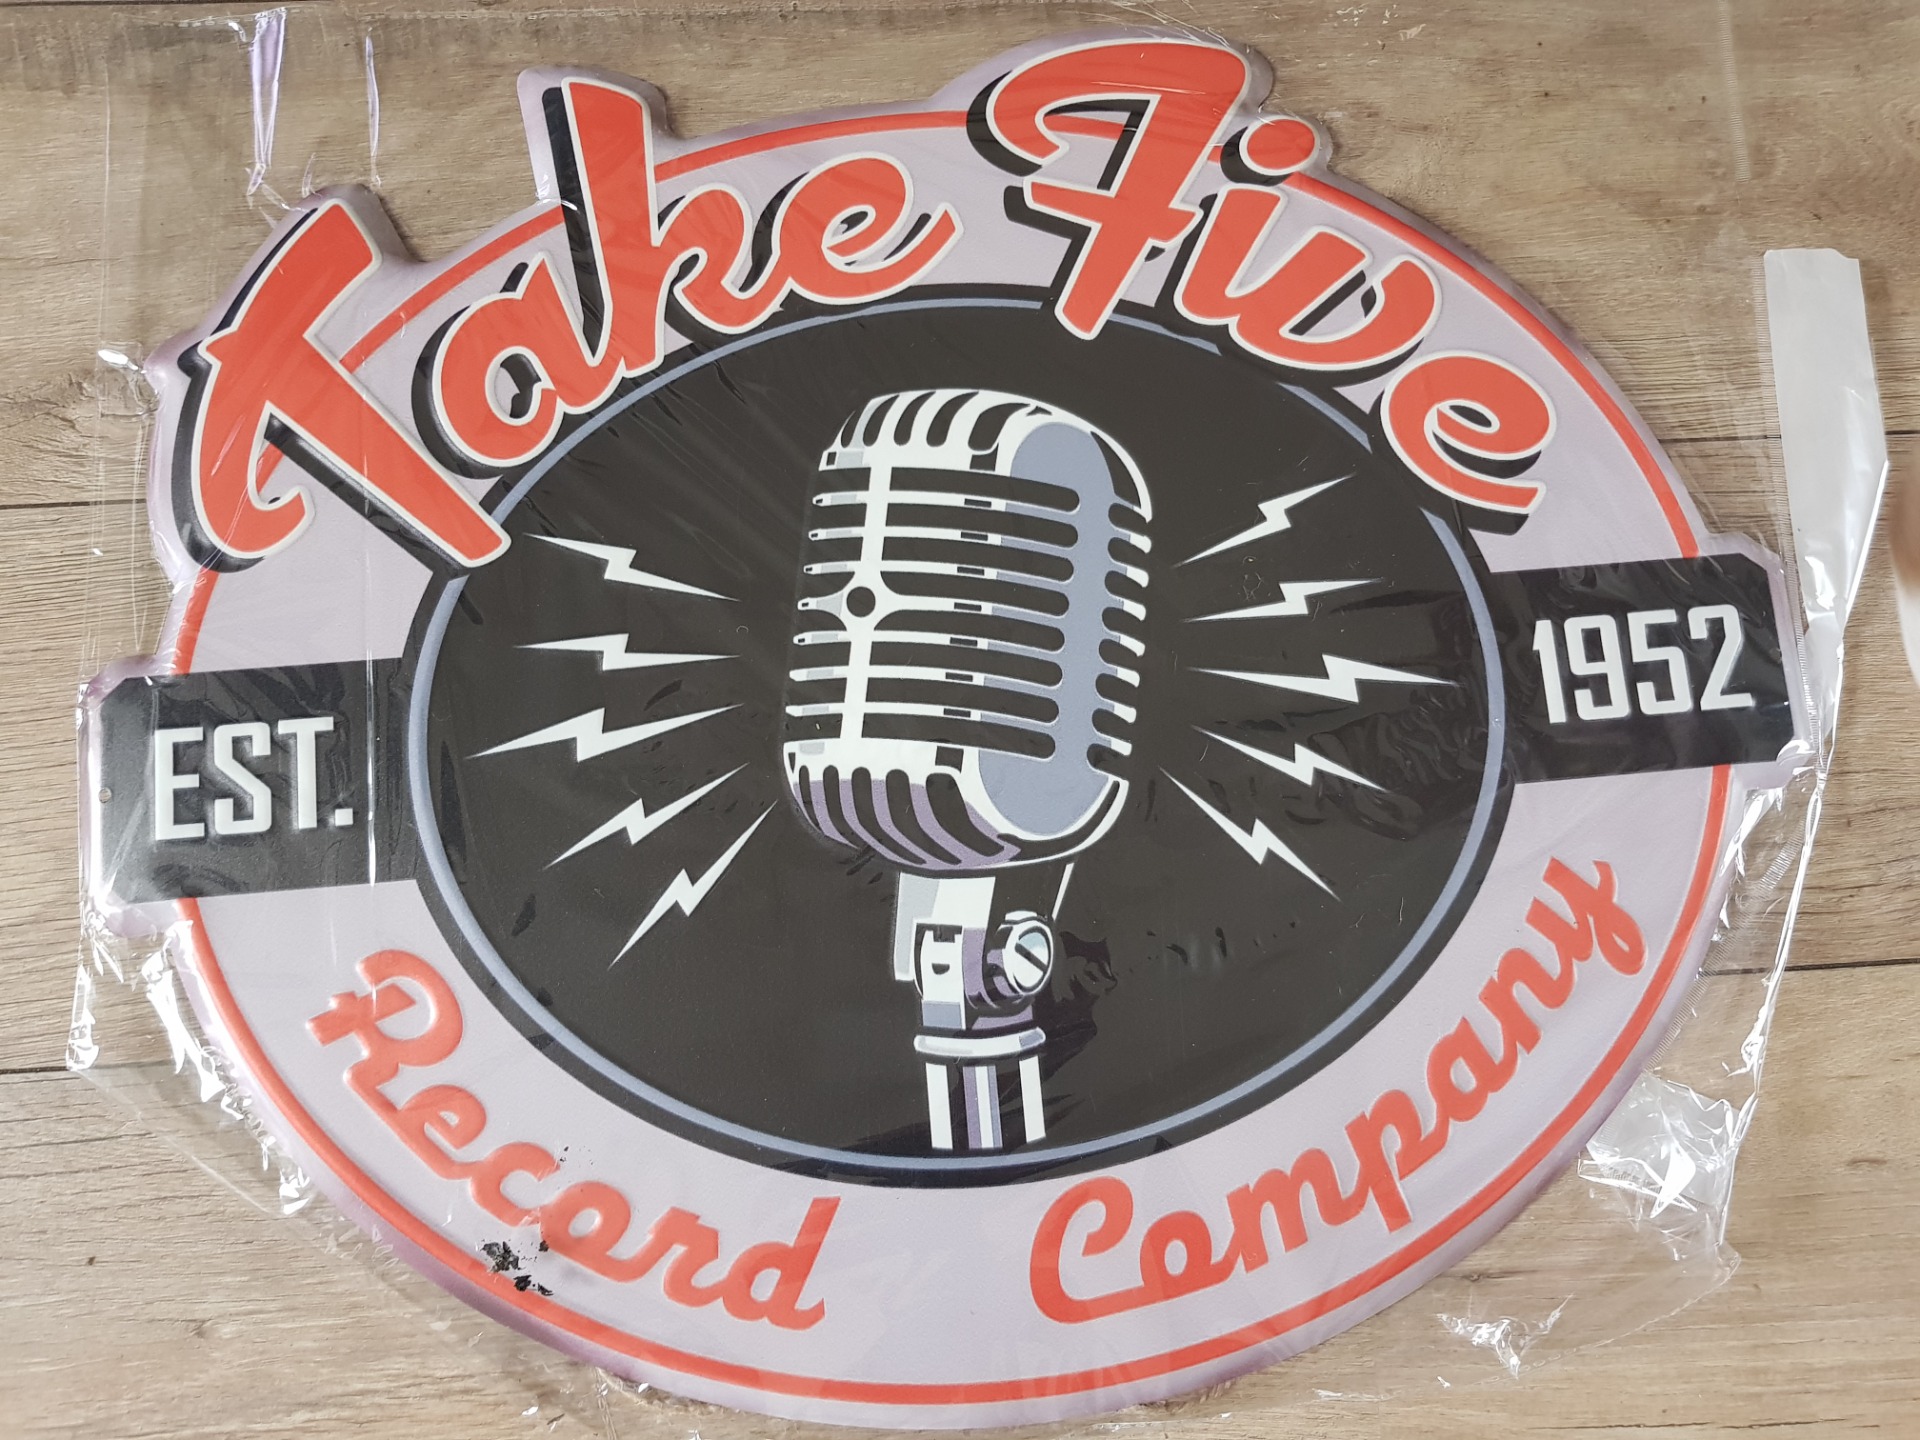 Take Five
EST. 1952
Record Company